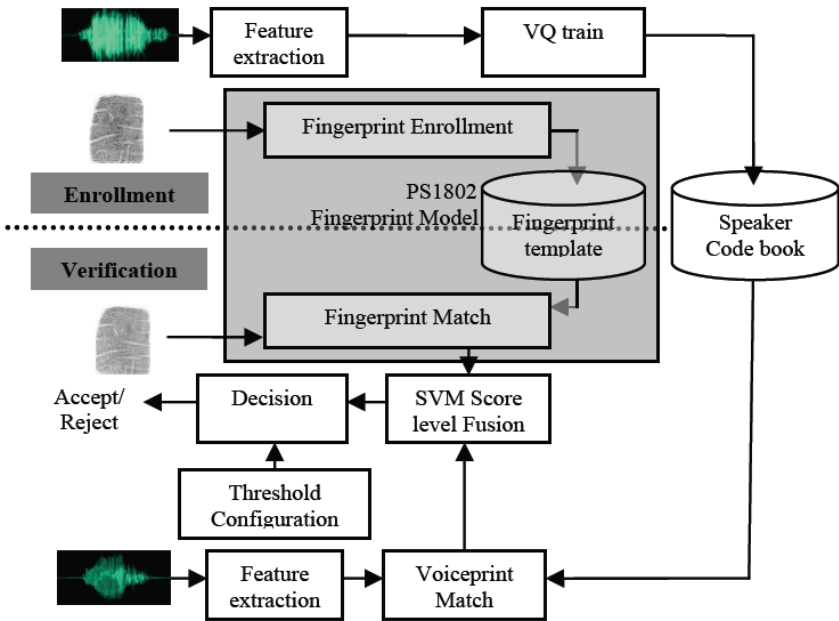 Feature
extraction
VQ train
Fingerprint Enrollment
Enrollment
PS1802
Fingerprint Model
Fingerprint
template
Speaker
Code book
Verification
Fingerprint Match
Accept/
Reject
Decision
SVM Score
level Fusion
Threshold
Configuration
Feature
extraction
Voiceprint
Match